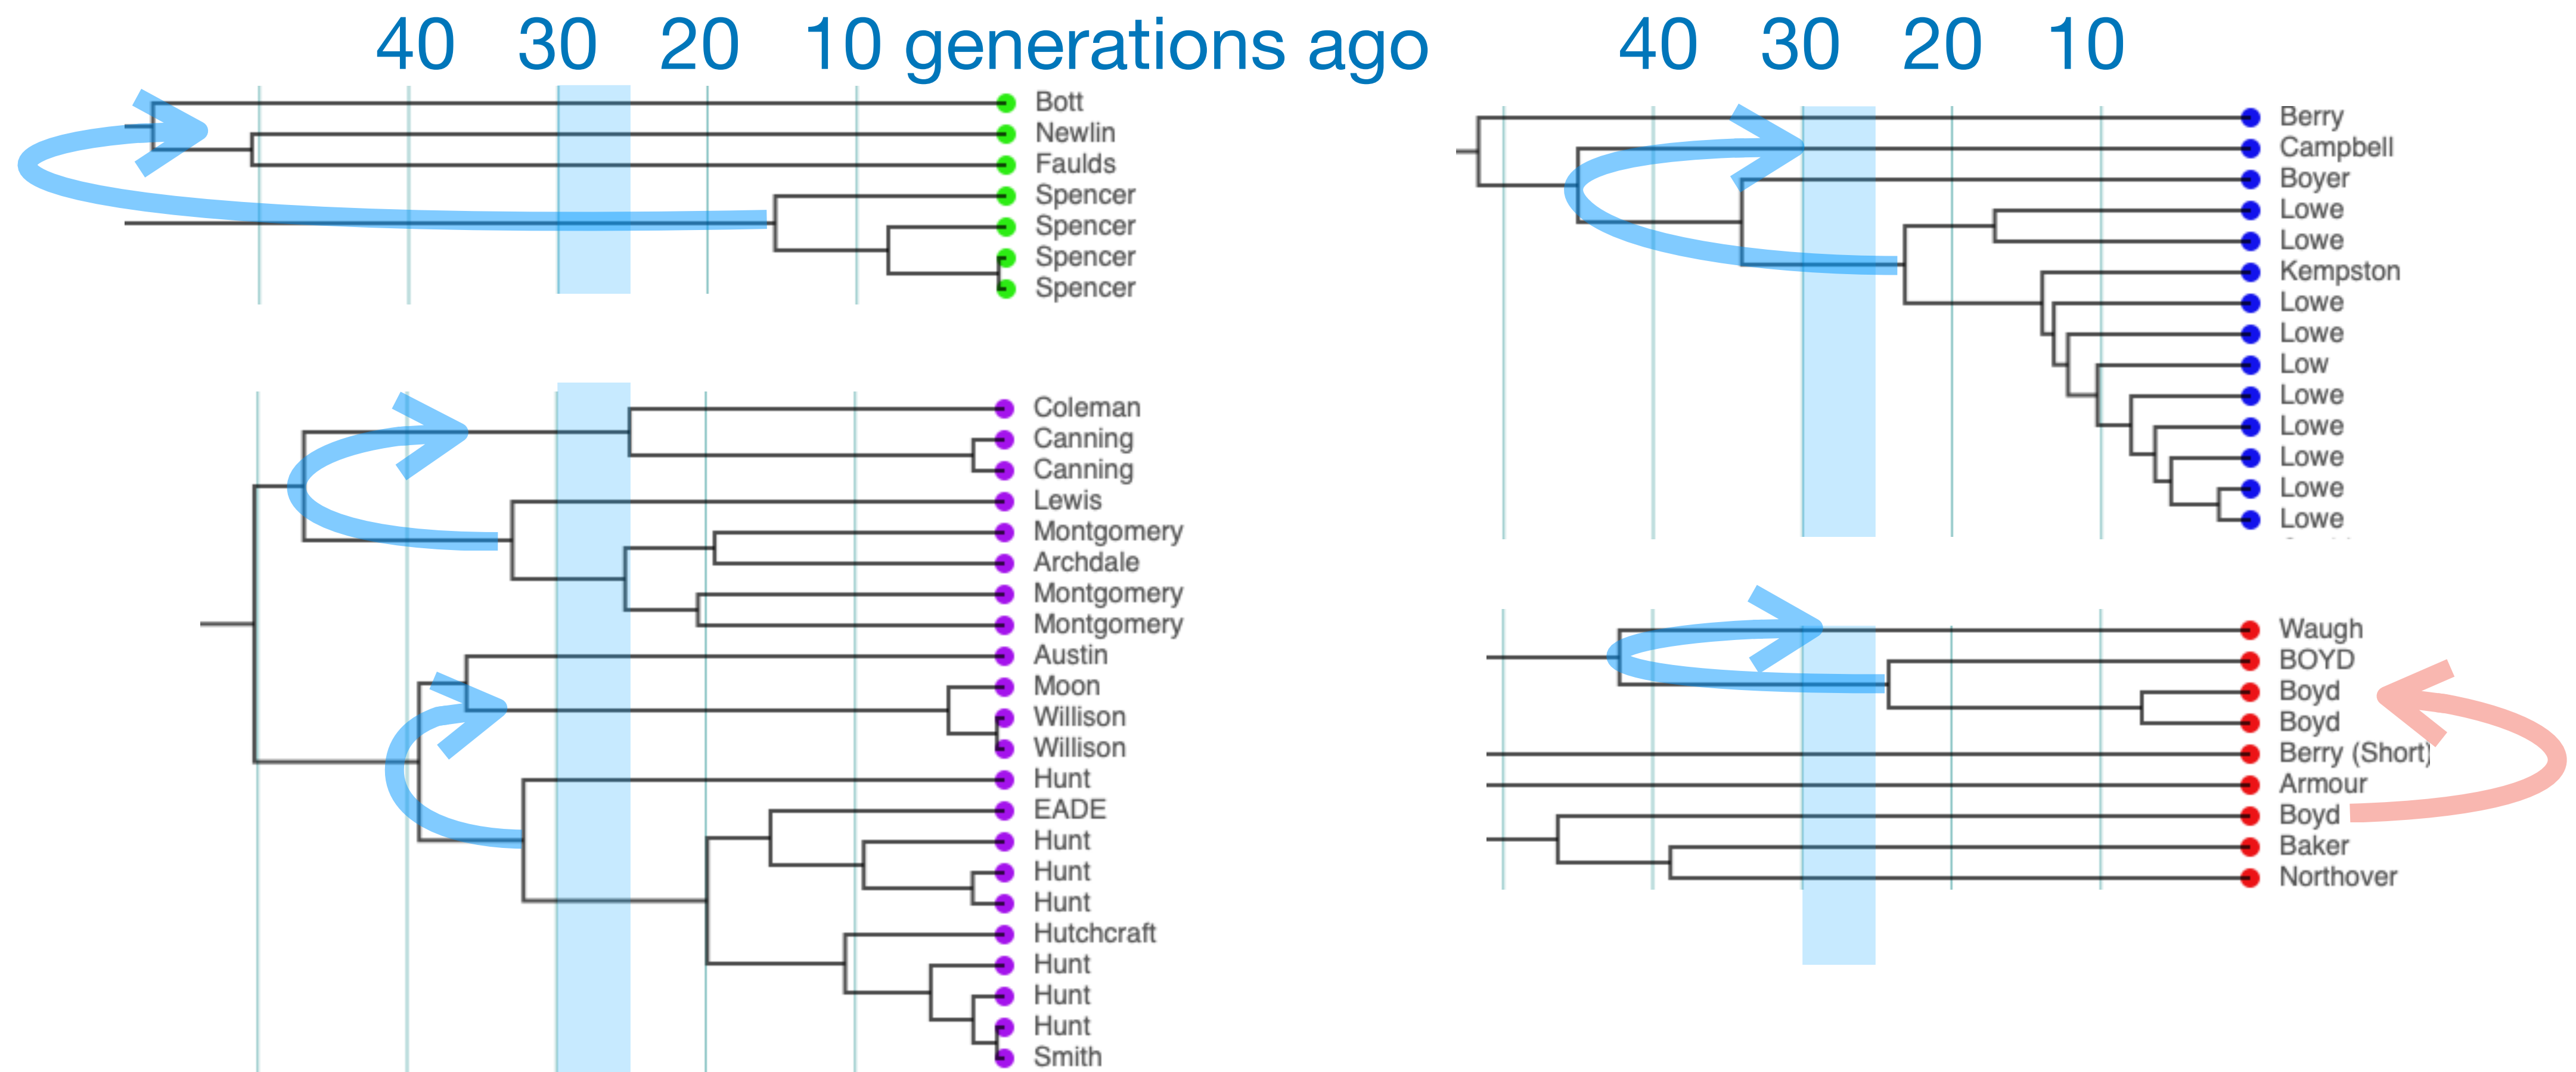 40 30 20 10 generations ago
Bott
Newlin
Faulds
Spencer
Spencer
Spencer
Spencer
Coleman
Canning
Canning
Lewis
Montgomery
Archdale
Montgomery
Montgomery
Austin
Moon
Willison
Willison
Hunt
EADE
Hunt
Hunt
Hunt
Hutchcraft
Hunt
Hunt
Hunt
Smith
40 30 20 10
Berry
Campbell
Boyer
Lowe
Lowe
Kempston
Lowe
Lowe
Low
Lowe
Lowe
Lowe
Lowe
Lowe
Waugh
BOYD
Boyd
Boyd
Berry (Short)
Armour
Boyd
Baker
Northover